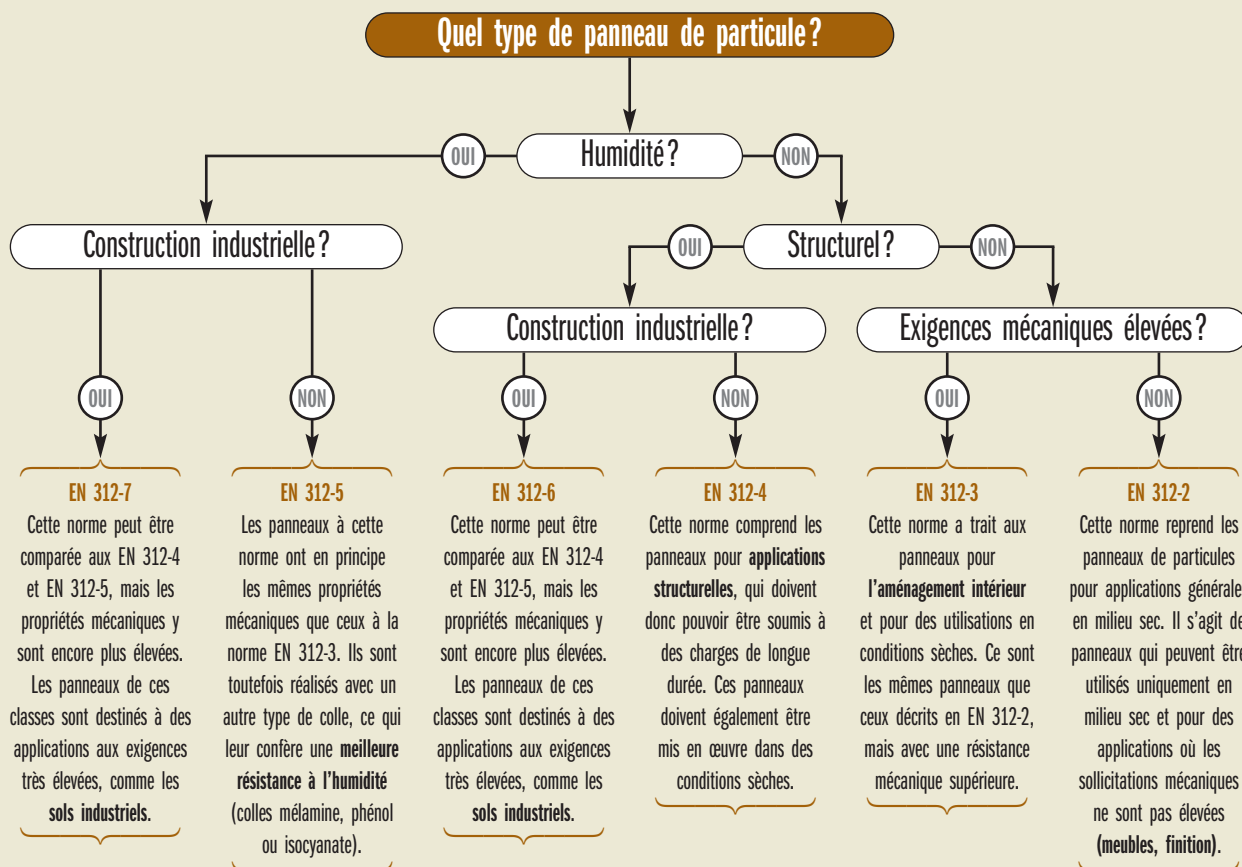 Quel type de panneau de particule?
OUI
Humidité?
NON
Construction industrielle?
OUI
Structurel?
NON
Construction industrielle?
Exigences mécaniques élevées?
OUI
NON
OUI
NON
OUI
NON
EN 312-7
Cette norme peut être
comparée aux EN 312-4
et EN 312-5, mais les
propriétés mécaniques y
sont encore plus élevées.
Les panneaux de ces
classes sont destinés à des
applications aux exigences
très élevées, comme les
sols industriels.
EN 312-5
Les panneaux à cette
norme ont en principe
les mêmes propriétés
mécaniques que ceux à la
norme EN 312-3. Ils sont
toutefois réalisés avec un
autre type de colle, ce qui
leur confère une meilleure
résistance à l'humidité
(colles mélamine, phénol
ou isocyanate).
EN 312-6
Cette norme peut être
comparée aux EN 312-4
et EN 312-5, mais les
propriétés mécaniques y
sont encore plus élevées.
Les panneaux de ces
classes sont destinés à des
applications aux exigences
très élevées, comme les
sols industriels.
EN 312-4
Cette norme comprend les
panneaux pour applications
structurelles, qui doivent
donc pouvoir être soumis à
des charges de longue
durée. Ces panneaux
doivent également être
mis en œuvre dans des
conditions sèches.
EN 312-3
Cette norme a trait aux
panneaux pour
l'aménagement intérieur
et pour des utilisations en
conditions sèches. Ce sont
les mêmes panneaux que
ceux décrits en EN 312-2,
mais avec une résistance
mécanique supérieure.
EN 312-2
Cette norme reprend les
panneaux de particules
pour applications générale
en milieu sec. Il s'agit de
panneaux qui peuvent être
utilisés uniquement en
milieu sec et pour des
applications où les
sollicitations mécaniques
ne sont pas élevées
(meubles, finition).